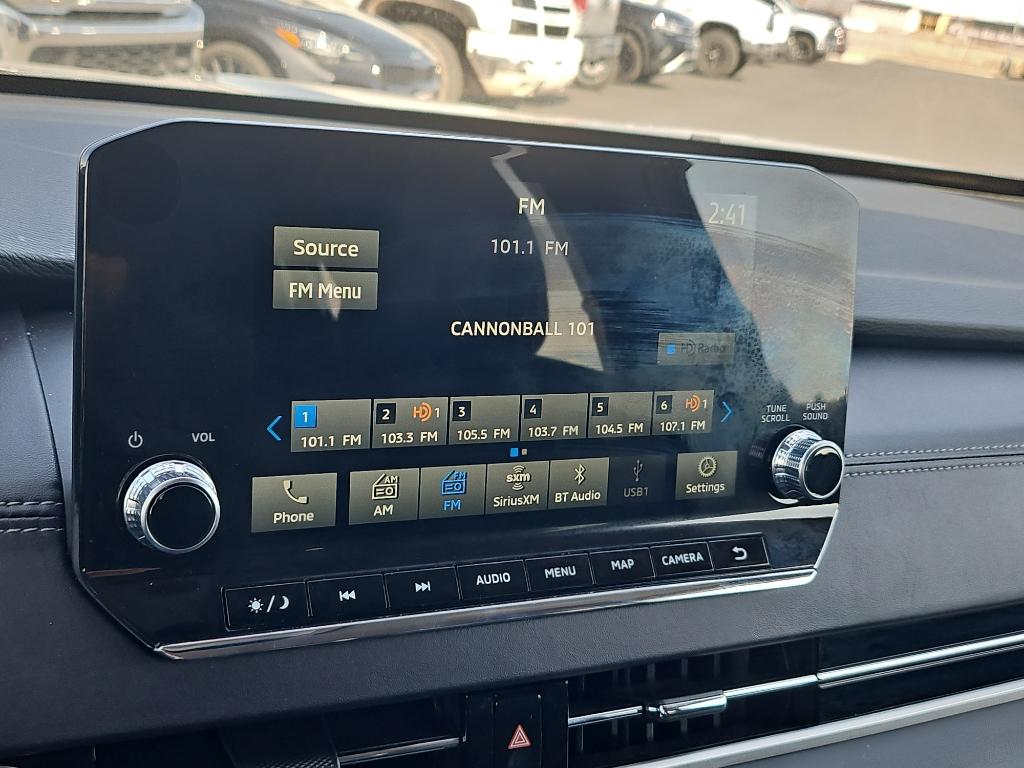 FM
2:41
Source
101.1 FM
FM Menu
CANNONBALL 101
HD Radio
1
2 HD 1
3
4
5
6 HD 1
101.1 FM
103.3 FM
105.5 FM
103.7 FM
104.5 FM
107.1 FM
TUNE SCROLL
PUSH SOUND
VOL
Phone
AM
FM
sxm
SiriusXM
BT Audio
USB1
Settings
AUDIO
MENU
MAP
CAMERA